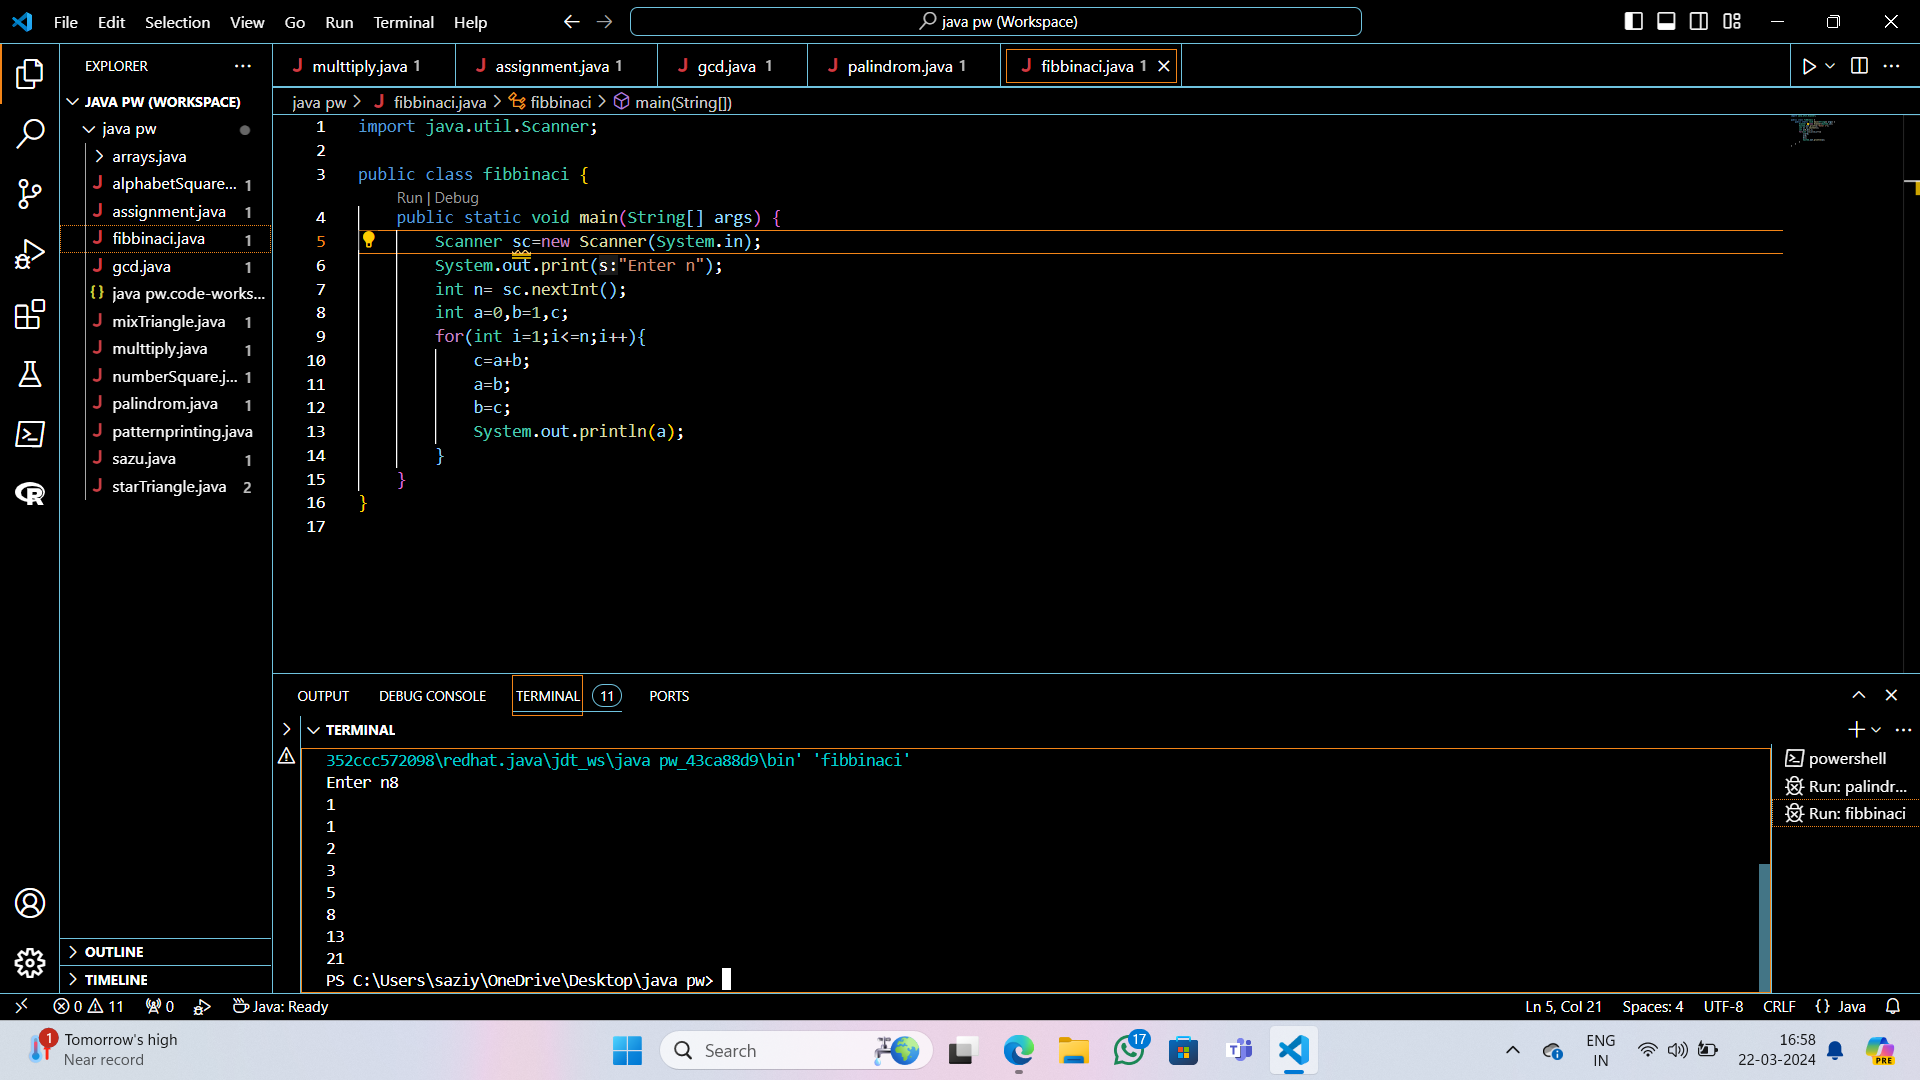 File Edit Selection View Go Run Terminal Help
java pw (Workspace)
EXPLORER
JAVA PW (WORKSPACE)
java pw
arrays.java
alphabetSquare... 1
assignment.java 1
fibbinaci.java 1
gcd.java 1
{} java pw.code-works...
mixTriangle.java 1
multtiply.java 1
numberSquare.j... 1
palindrom.java 1
patternprinting.java
sazu.java 1
starTriangle.java 2
OUTLINE
TIMELINE
J multtiply.java 1 J assignment.java 1 J gcd.java 1 J palindrom.java 1 J fibbinaci.java 1
java pw > J fibbinaci.java > fibbinaci > main(String[])
1 import java.util.Scanner;
2
3 public class fibbinaci {
Run | Debug
4 public static void main(String[] args) {
5 Scanner sc=new Scanner(System.in);
6 System.out.print(s:"Enter n");
7 int n= sc.nextInt();
8 int a=0,b=1,c;
9 for(int i=1;i<=n;i++){
10 c=a+b;
11 a=b;
12 b=c;
13 System.out.println(a);
14 }
15 }
16 }
17
OUTPUT DEBUG CONSOLE TERMINAL 11 PORTS
TERMINAL
352ccc572098\redhat.java\jdt_ws\java pw_43ca88d9\bin' 'fibbinaci'
Enter n8
1
1
2
3
5
8
13
21
PS C:\Users\saziy\OneDrive\Desktop\java pw>
powershell
Run: palindr...
Run: fibbinaci
0 11 0 Java: Ready
Ln 5, Col 21 Spaces: 4 UTF-8 CRLF {} Java
1 Tomorrow's high
Near record
Search
17
ENG
IN
16:58
22-03-2024
PRE